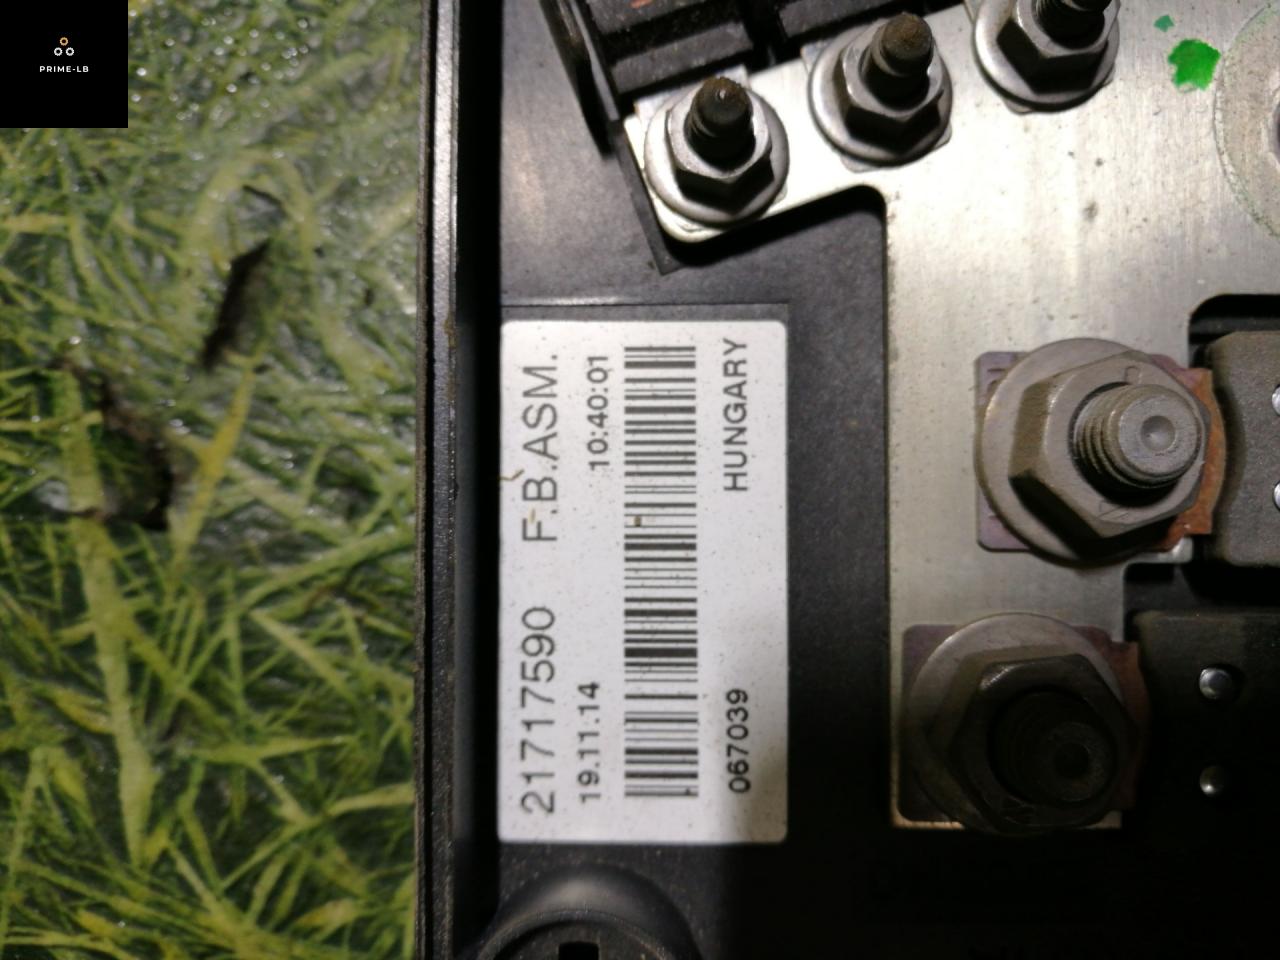 PRIME-LB
21717590 F.B.ASM.
19.11.14 10:40:01
067039 HUNGARY